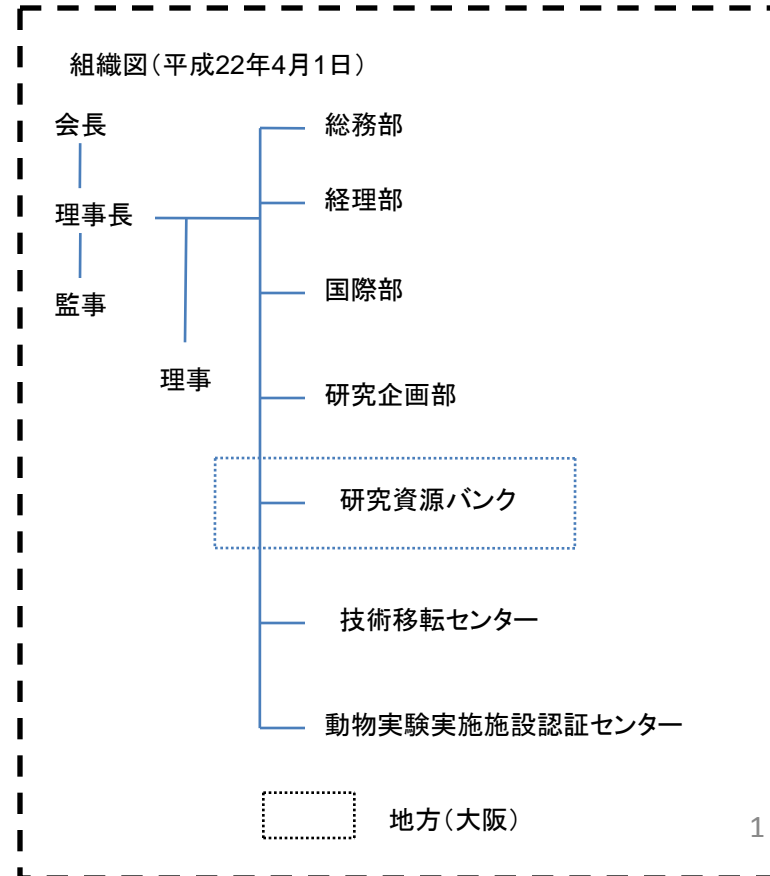 組織図(平成22年4月1日)
会長
総務部
経理部
理事長
国際部
監事
理事
研究企画部
研究資源バンク
技術移転センター
動物実験実施施設認証センター
地方(大阪)
1